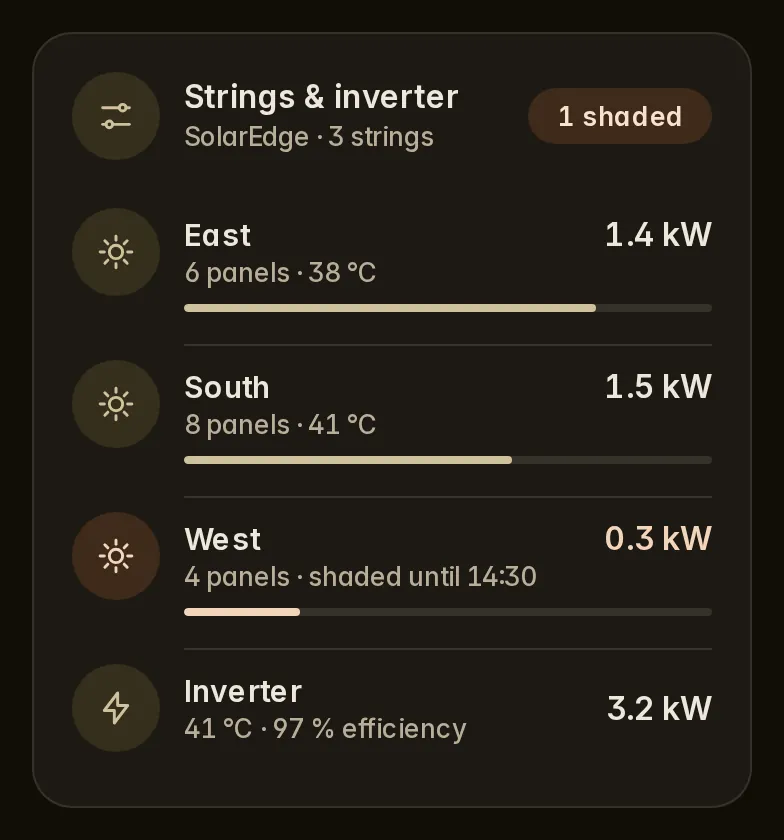 Strings & inverter
SolarEdge · 3 strings
1 shaded
East
1.4 kW
6 panels · 38 °C
South
1.5 kW
8 panels · 41 °C
West
0.3 kW
4 panels · shaded until 14:30
Inverter
3.2 kW
41 °C · 97 % efficiency